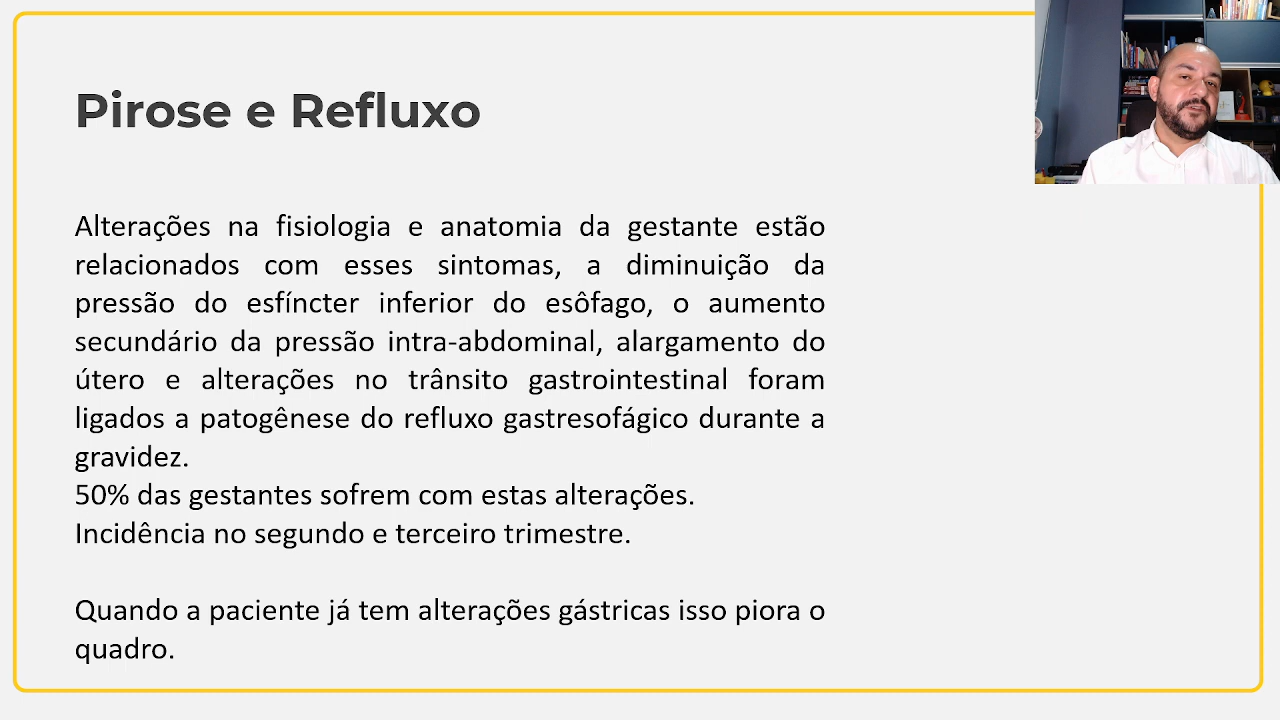 Pirose e Refluxo
Alterações na fisiologia e anatomia da gestante estão
relacionados com esses sintomas, a diminuição da
pressão do esfíncter inferior do esôfago, o aumento
secundário da pressão intra-abdominal, alargamento do
útero e alterações no trânsito gastrointestinal foram
ligados a patogênese do refluxo gastresofágico durante a
gravidez.
50% das gestantes sofrem com estas alterações.
Incidência no segundo e terceiro trimestre.
Quando a paciente já tem alterações gástricas isso piora o
quadro.